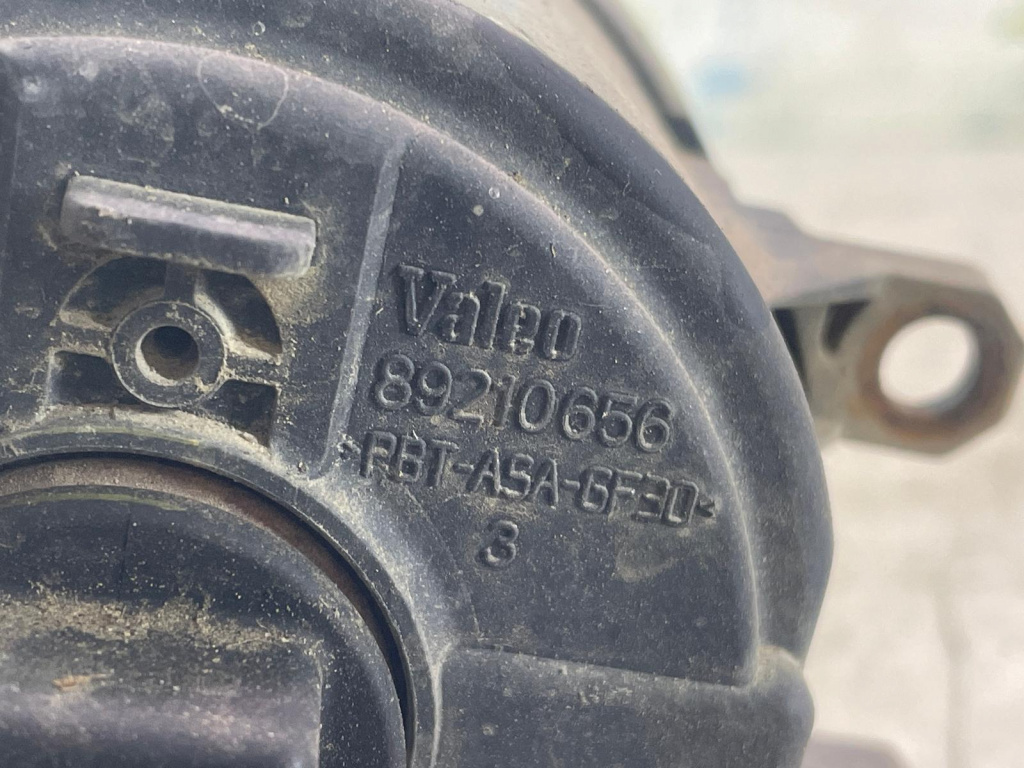 Valeo
89210656
>PBT-ASA-GF30<
3